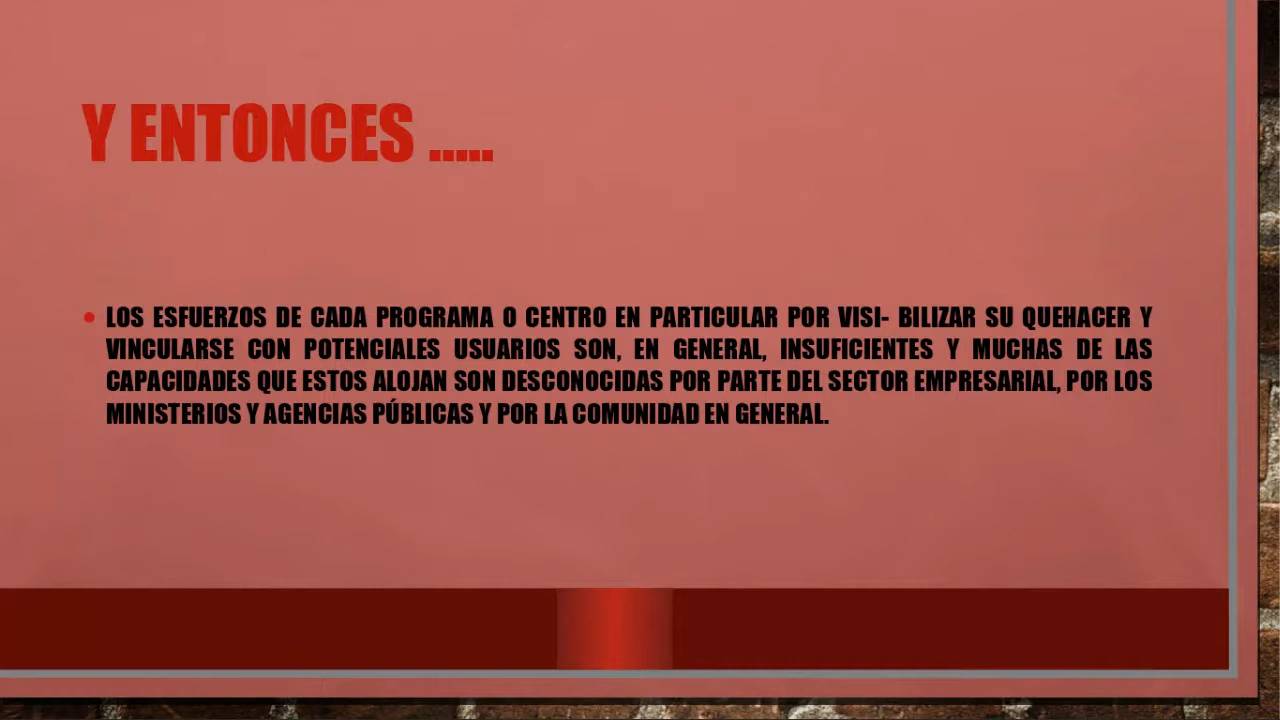 Y ENTONCES .....
• LOS ESFUERZOS DE CADA PROGRAMA O CENTRO EN PARTICULAR POR VISI- BILIZAR SU QUEHACER Y
VINCULARSE CON POTENCIALES USUARIOS SON, EN GENERAL, INSUFICIENTES Y MUCHAS DE LAS
CAPACIDADES QUE ESTOS ALOJAN SON DESCONOCIDAS POR PARTE DEL SECTOR EMPRESARIAL, POR LOS
MINISTERIOS Y AGENCIAS PÚBLICAS Y POR LA COMUNIDAD EN GENERAL.